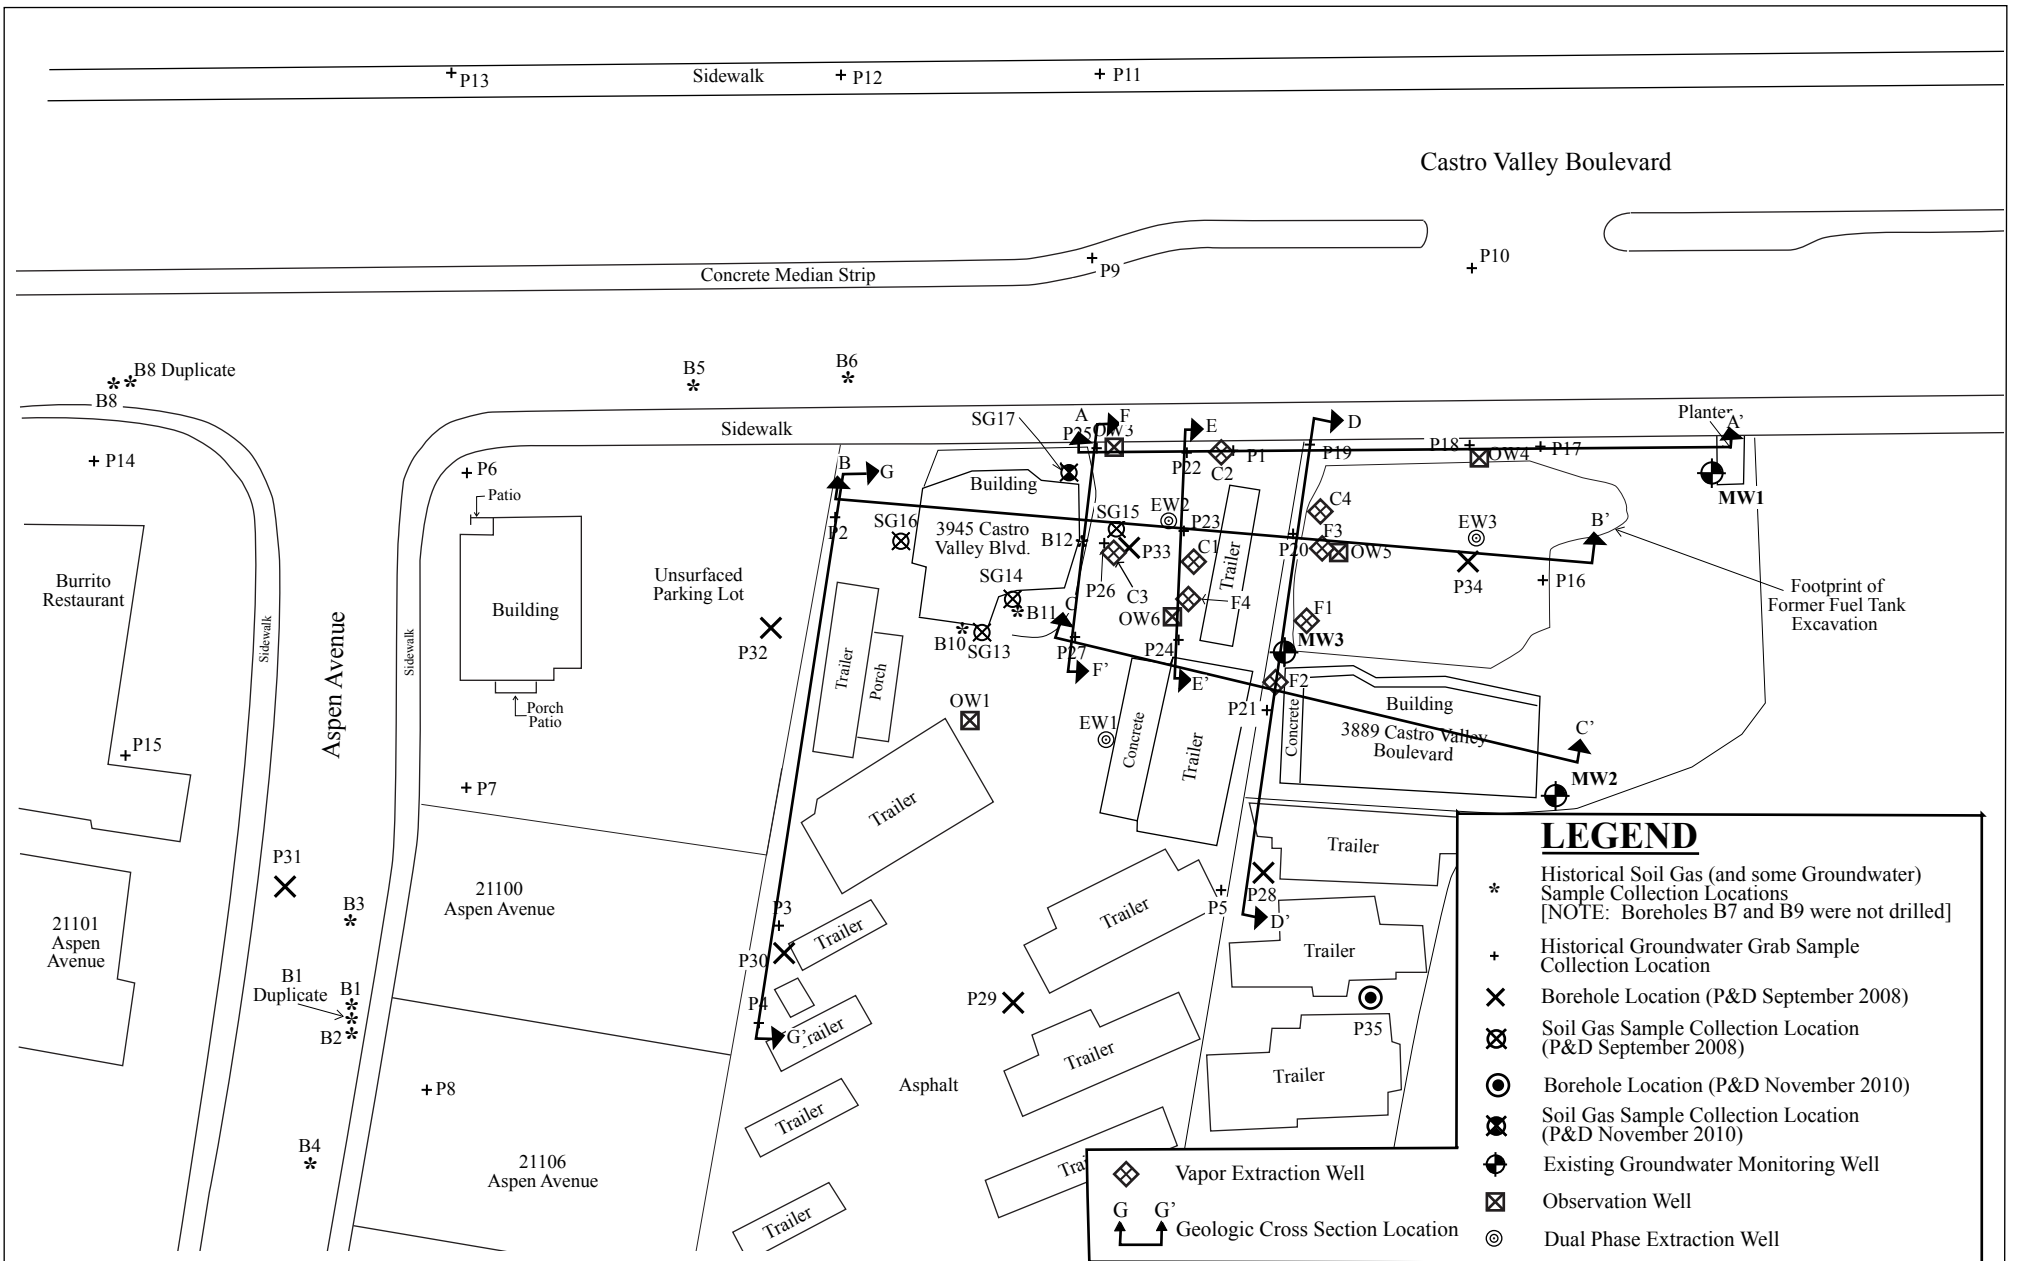 P13
Sidewalk
P12
P11
Castro Valley Boulevard
P10
P9
Concrete Median Strip
B8 Duplicate
B8
B5
B6
Sidewalk
SG17
A
F
P25
OW3
E
D
Planter
A'
P14
P6
B
G
Building
P22
C2
P1
P19
P18
OW4
P17
MW1
Patio
P2
SG16
3945 Castro
Valley Blvd.
B12
SG15
EW2
P23
C4
F3
EW3
B'
Burrito
Restaurant
Building
Unsurfaced
Parking Lot
P33
C1
Trailer
P20
OW5
P34
P16
Footprint of
Former Fuel Tank
Excavation
SG14
B11
C
P26
C3
F4
F1
Sidewalk
Aspen Avenue
Sidewalk
P32
B10
SG13
P27
OW6
P24
MW3
Trailer
Porch
F'
E'
F2
Porch
Patio
OW1
EW1
Concrete
Trailer
P21
Concrete
Building
3889 Castro Valley
Boulevard
C'
MW2
P15
P7
Trailer
Trailer
P31
B3
21100
Aspen Avenue
P3
Trailer
P30
Trailer
P5
P28
D'
Trailer
21101
Aspen
Avenue
B1
Duplicate
B1
B2
P4
G'
Trailer
P29
Trailer
P35
Trailer
P8
Asphalt
Trailer
B4
21106
Aspen Avenue
Trailer
Trai
LEGEND
Historical Soil Gas (and some Groundwater)
Sample Collection Locations
[NOTE: Boreholes B7 and B9 were not drilled]
Historical Groundwater Grab Sample
Collection Location
Borehole Location (P&D September 2008)
Soil Gas Sample Collection Location
(P&D September 2008)
Borehole Location (P&D November 2010)
Soil Gas Sample Collection Location
(P&D November 2010)
Existing Groundwater Monitoring Well
Observation Well
Dual Phase Extraction Well
Vapor Extraction Well
G G'
Geologic Cross Section Location